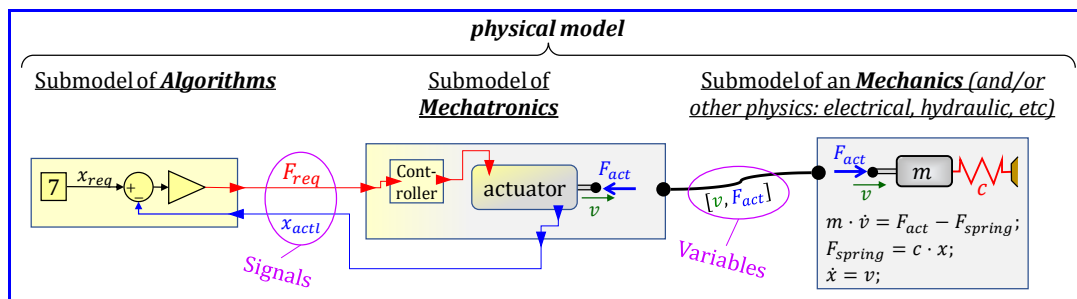 physical model
Submodel of Algorithms
Submodel of
Mechatronics
Submodel of an Mechanics (and/or
other physics: electrical, hydraulic, etc)
7
x_req
+
−
F_req
x_actl
Signals
Cont-
roller
actuator
F_act
v
[v, F_act]
Variables
F_act
v
m
c
m · v̇ = F_act − F_spring;
F_spring = c · x;
ẋ = v;